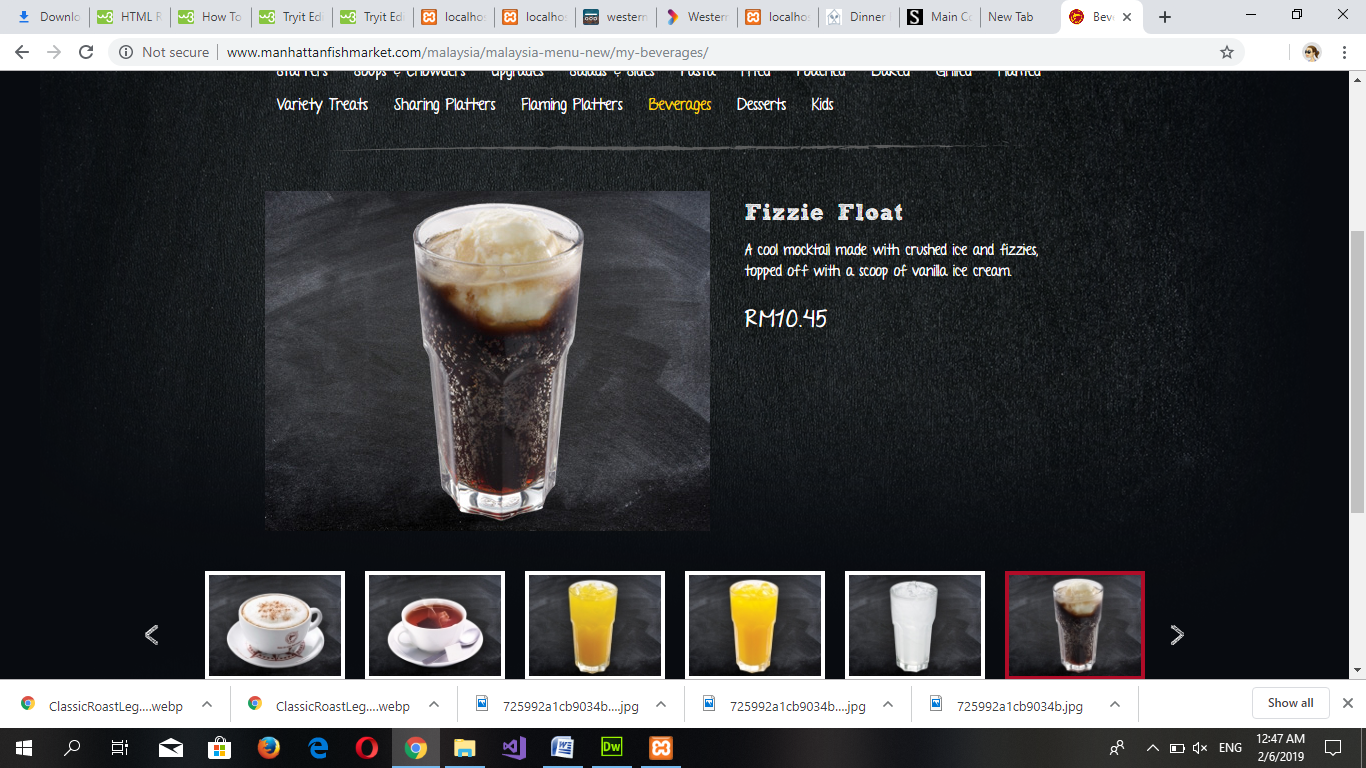 Downlo
HTML R
How To
Tryit Edi
Tryit Edi
localhos
localhos
western
Western
localhos
Dinner
Main Co
New Tab
Beve
Not secure
www.manhattanfishmarket.com/malaysia/malaysia-menu-new/my-beverages/
Starters Soups & Chowders Upgrades Salads & Sides Pasta Fried Poached Baked Grilled Flamed
Variety Treats Sharing Platters Flaming Platters Beverages Desserts Kids
Fizzie Float
A cool mocktail made with crushed ice and fizzies,
topped off with a scoop of vanilla ice cream.
RM10.45
ClassicRoastLeg....webp
ClassicRoastLeg....webp
725992a1cb9034b....jpg
725992a1cb9034b....jpg
725992a1cb9034b.jpg
Show all
ENG
12:47 AM
2/6/2019